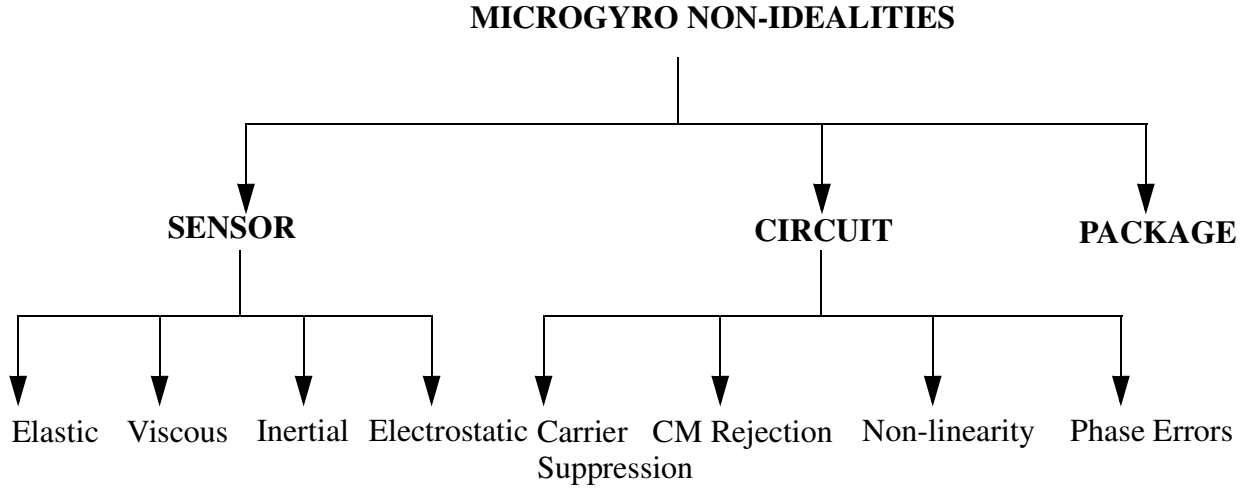 MICROGYRO NON-IDEALITIES
SENSOR
CIRCUIT
PACKAGE
Elastic
Viscous
Inertial
Electrostatic
Carrier
Suppression
CM Rejection
Non-linearity
Phase Errors